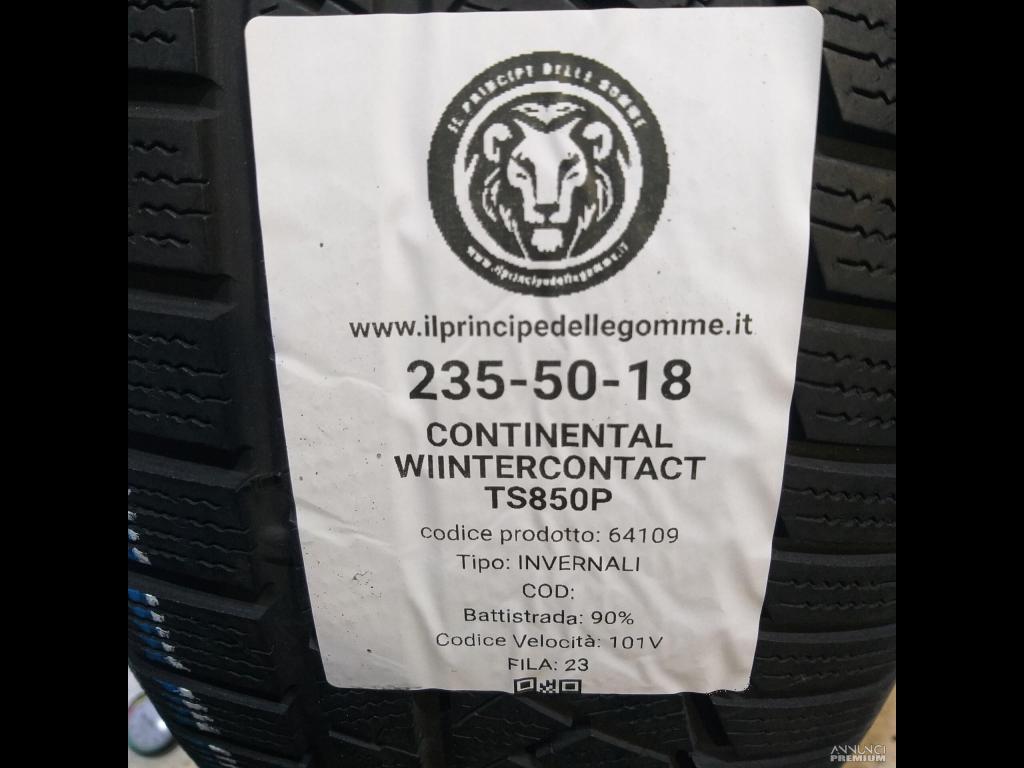 IL PRINCIPE DELLE GOMME
www.ilprincipedellegomme.it
www.ilprincipedellegomme.it
235-50-18
CONTINENTAL
WIINTERCONTACT
TS850P
codice prodotto: 64109
Tipo: INVERNALI
COD:
Battistrada: 90%
Codice Velocità: 101V
FILA: 23
ANNUNCI
PREMIUM